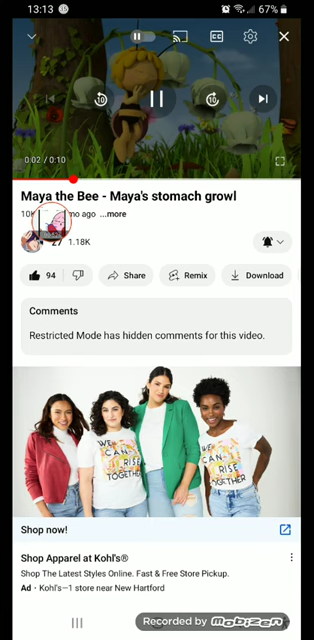 13:13
67%
CC
10
10
0:02 / 0:10
Maya the Bee - Maya's stomach growl
mo ago ...more
1.18K
94
Share
Remix
Download
Comments
Restricted Mode has hidden comments for this video.
WE CAN RISE TOGETHER
WE CAN RISE TOGETHER
Shop now!
Shop Apparel at Kohl's®
Shop The Latest Styles Online. Fast & Free Store Pickup.
Ad · Kohl's—1 store near New Hartford
Recorded by Mobizen